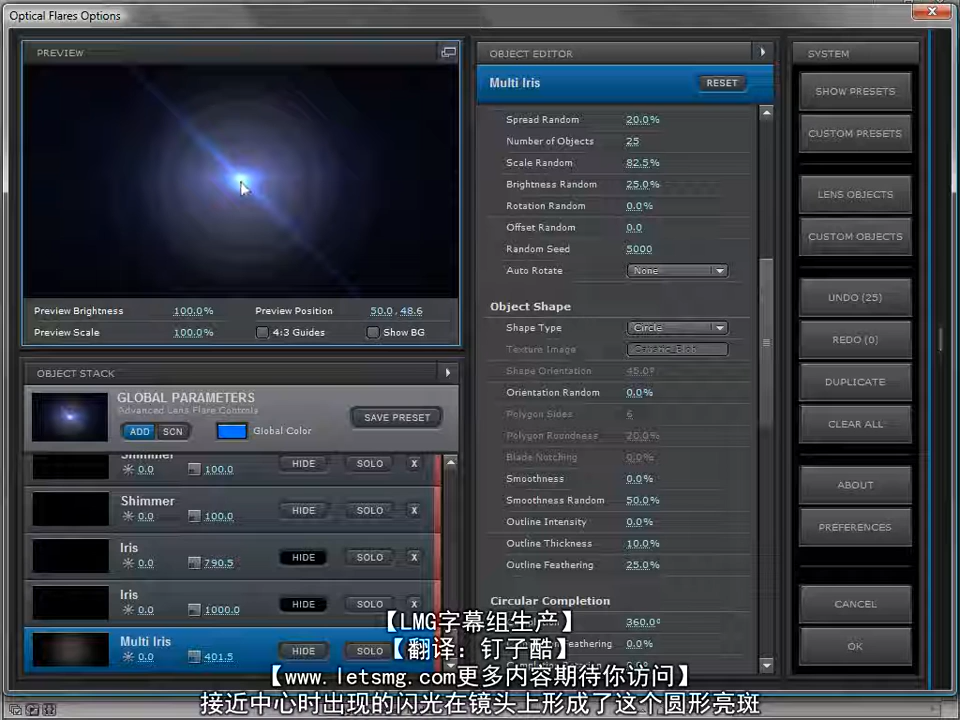 Optical Flares Options
PREVIEW
Preview Brightness 100.0% Preview Position 50.0, 48.6
Preview Scale 100.0% 4:3 Guides Show BG
OBJECT STACK
GLOBAL PARAMETERS
Advanced Lens Flare Controls
SAVE PRESET
ADD SCN Global Color
Shimmer
0.0 100.0 HIDE SOLO X
Shimmer
0.0 100.0 HIDE SOLO X
Iris
0.0 790.5 HIDE SOLO X
Iris
0.0 1000.0 HIDE SOLO X
Multi Iris
0.0 401.5 HIDE SOLO
OBJECT EDITOR
Multi Iris RESET
Spread Random 20.0%
Number of Objects 25
Scale Random 82.5%
Brightness Random 25.0%
Rotation Random 0.0%
Offset Random 0.0
Random Seed 5000
Auto Rotate None
Object Shape
Shape Type Circle
Texture Image
Shape Orientation 45.0º
Orientation Random 0.0%
Polygon Sides 6
Polygon Roundness 20.0%
Blade Notching 0.0%
Smoothness 0.0%
Smoothness Random 50.0%
Outline Intensity 0.0%
Outline Thickness 10.0%
Outline Feathering 25.0%
Circular Completion
360.0º
0.0%
SYSTEM
SHOW PRESETS
CUSTOM PRESETS
LENS OBJECTS
CUSTOM OBJECTS
UNDO (25)
REDO (0)
DUPLICATE
CLEAR ALL
ABOUT
PREFERENCES
CANCEL
OK
【LMG字幕组生产】
【翻译：钉子酷】
【www.letsmg.com更多内容期待你访问】
接近中心时出现的闪光在镜头上形成了这个圆形亮斑